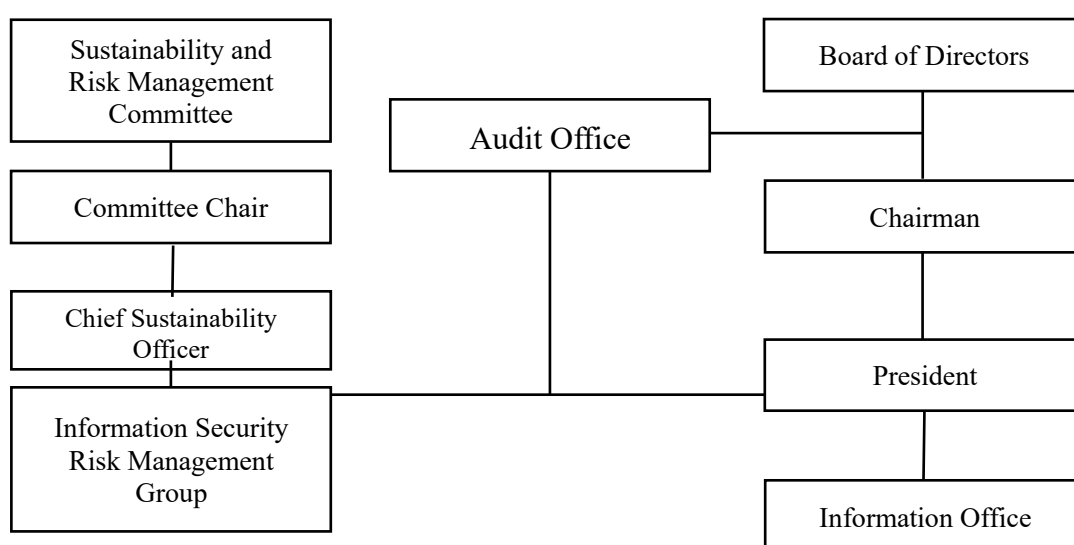 Sustainability and
Risk Management
Committee
Board of Directors
Audit Office
Committee Chair
Chairman
Chief Sustainability
Officer
President
Information Security
Risk Management
Group
Information Office